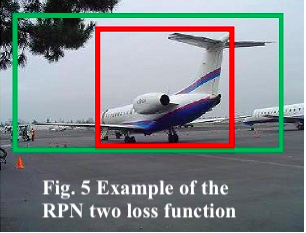 Fig. 5 Example of the
RPN two loss function